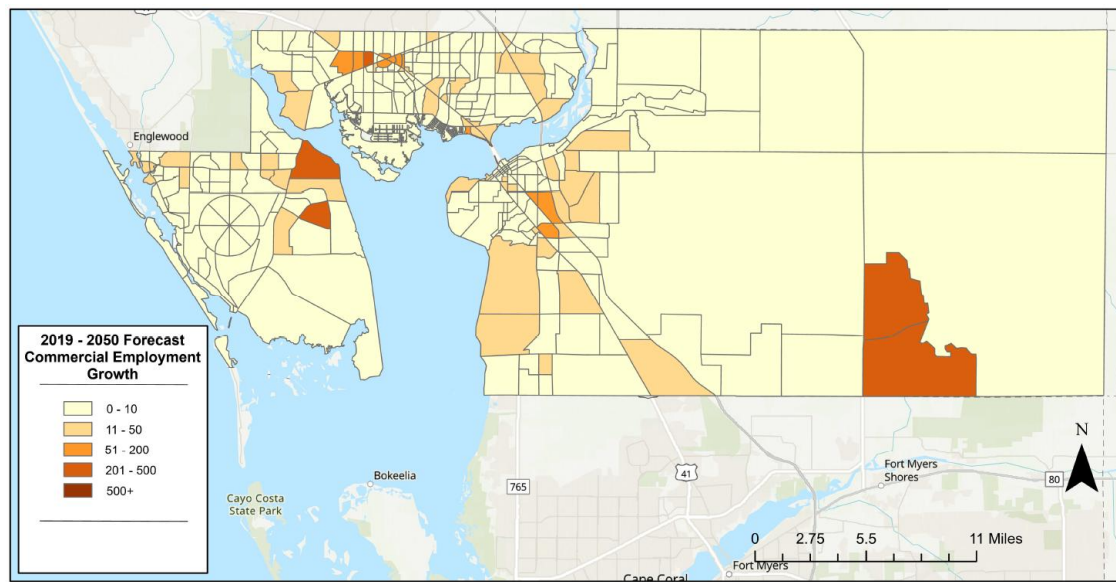 Englewood
2019 - 2050 Forecast
Commercial Employment
Growth
0 - 10
11 - 50
51 - 200
201 - 500
500+
Bokeelia
Cayo Costa
State Park
765
41
Fort Myers
Shores
80
N
0 2.75 5.5 11 Miles
Fort Myers
Cape Coral